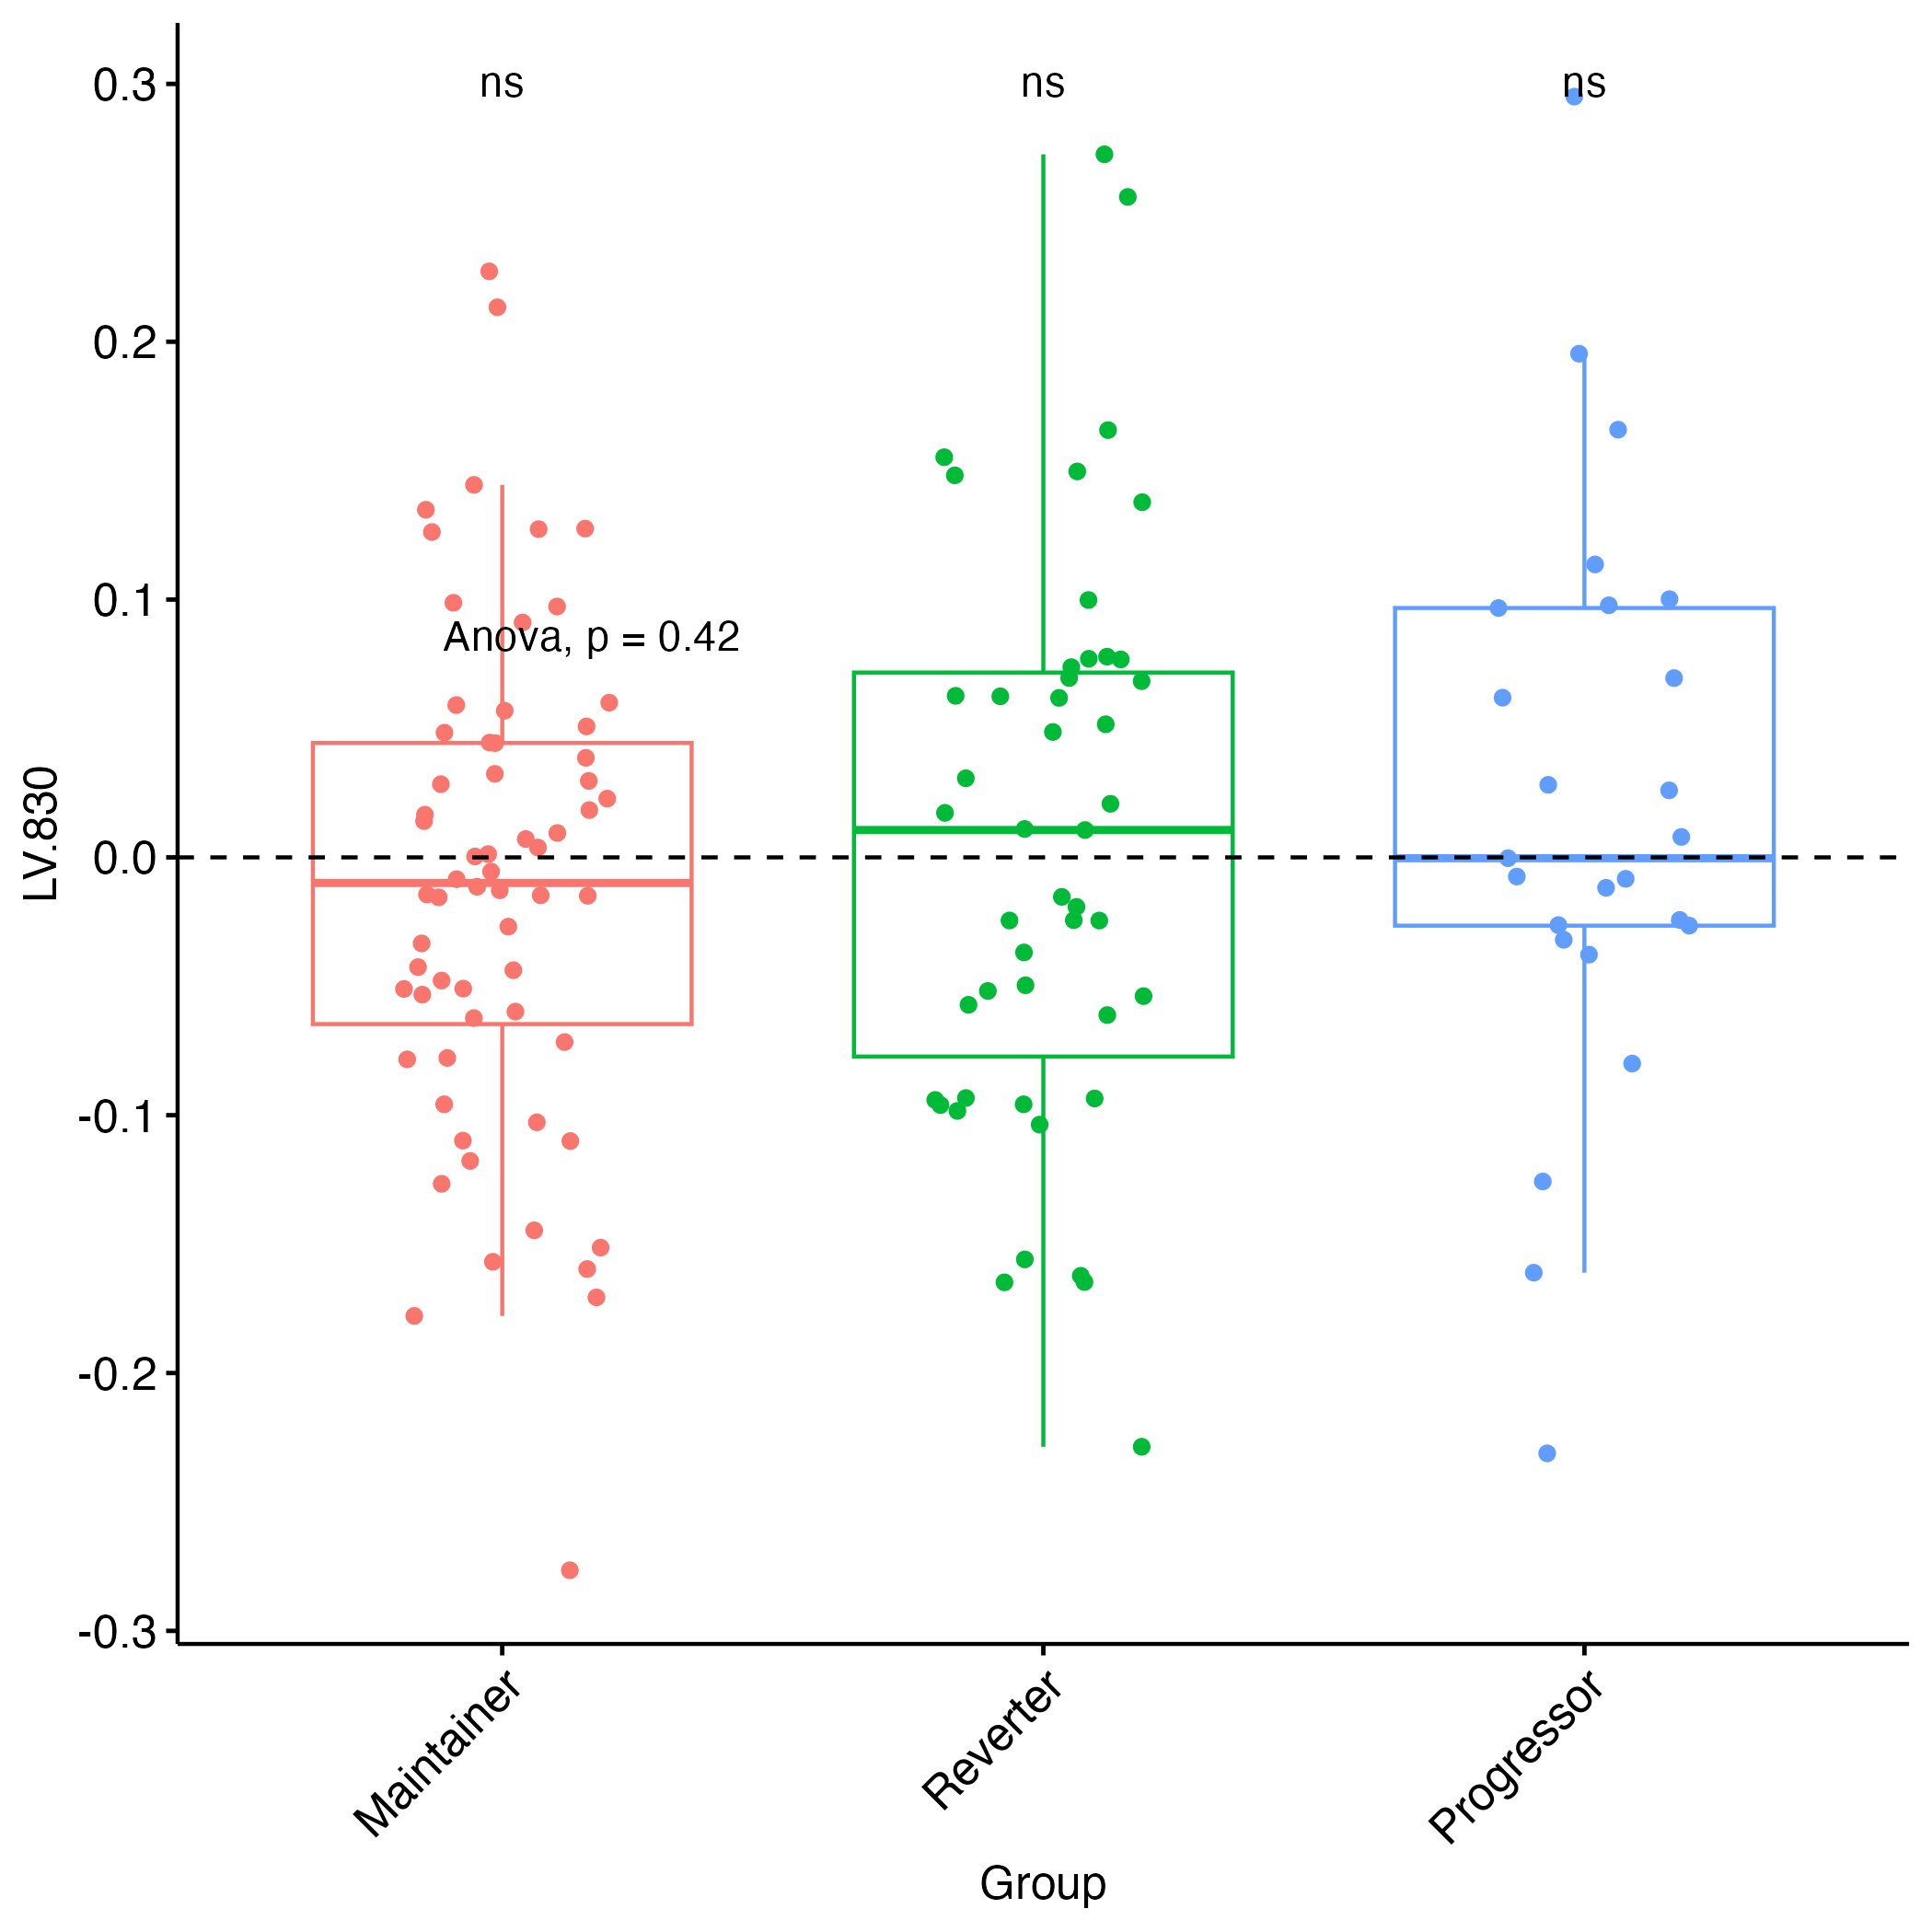 ns ns ns
0.3
0.2
0.1
Anova, p = 0.42
0.0
-0.1
-0.2
-0.3
LV.830
Maintainer Reverter Progressor
Group